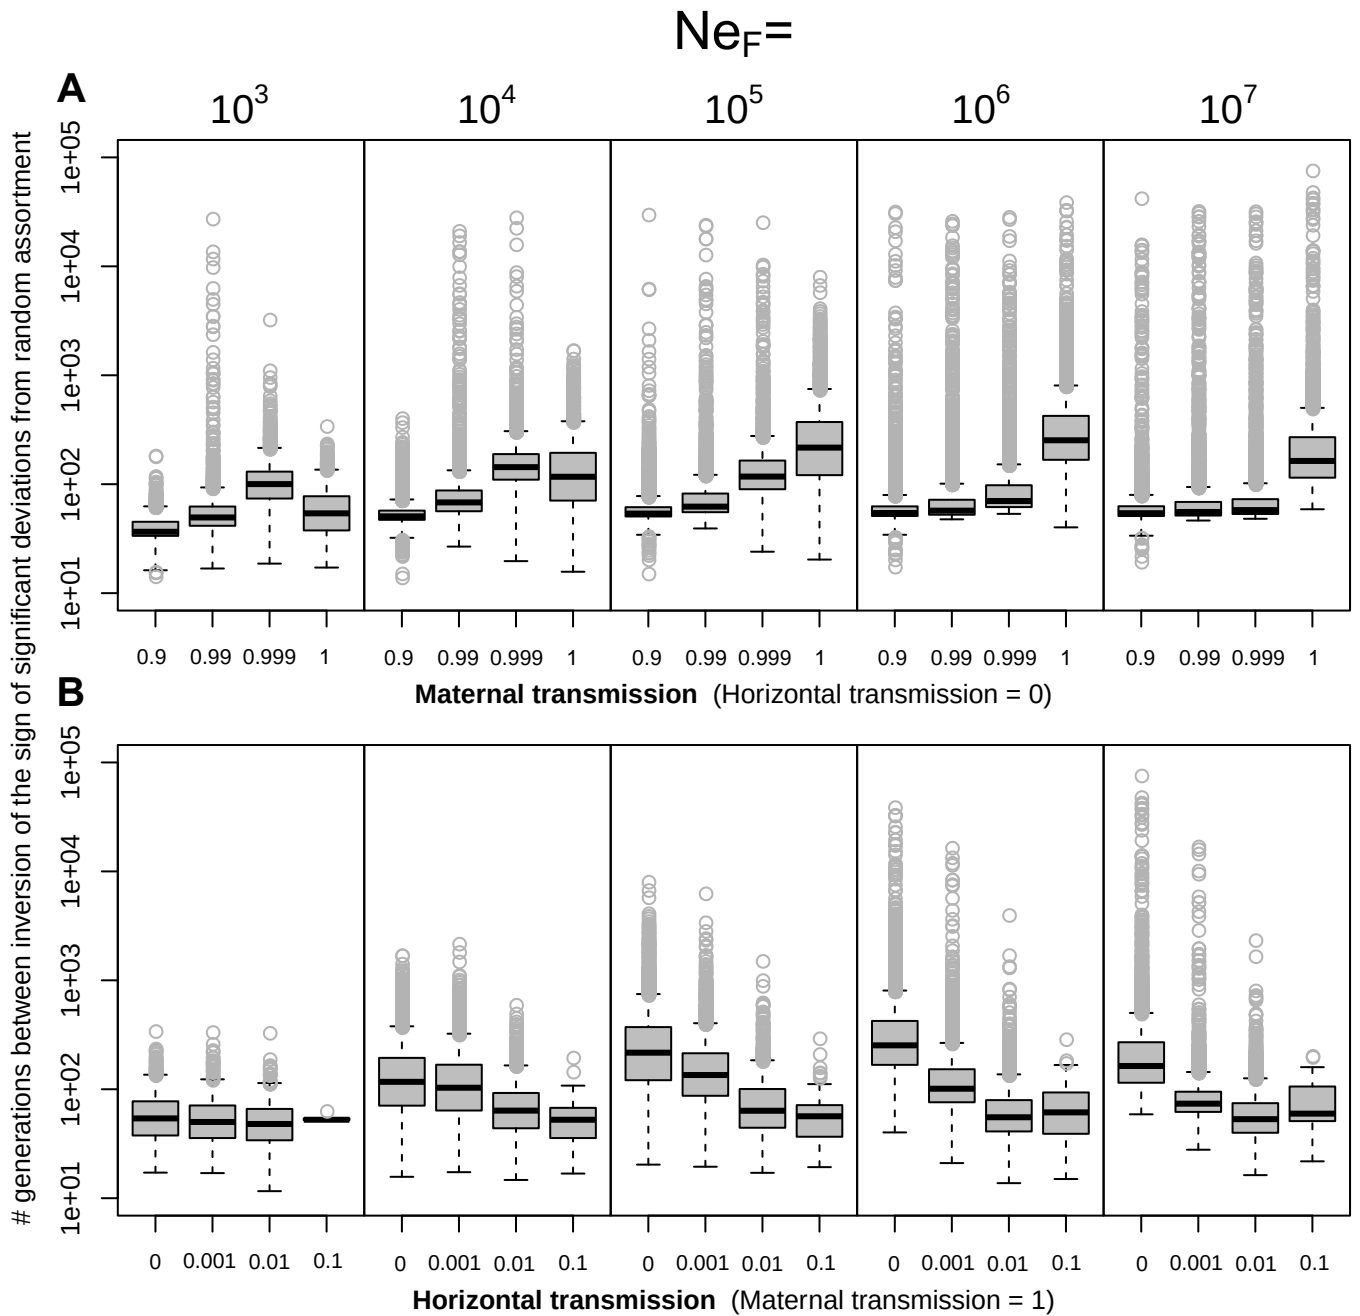 NeF=
A
10^3 10^4 10^5 10^6 10^7
# generations between inversion of the sign of significant deviations from random assortment
1e+05
1e+04
1e+03
1e+02
1e+01
0.9 0.99 0.999 1 0.9 0.99 0.999 1 0.9 0.99 0.999 1 0.9 0.99 0.999 1 0.9 0.99 0.999 1
Maternal transmission (Horizontal transmission = 0)
B
1e+05
1e+04
1e+03
1e+02
1e+01
0 0.001 0.01 0.1 0 0.001 0.01 0.1 0 0.001 0.01 0.1 0 0.001 0.01 0.1 0 0.001 0.01 0.1
Horizontal transmission (Maternal transmission = 1)